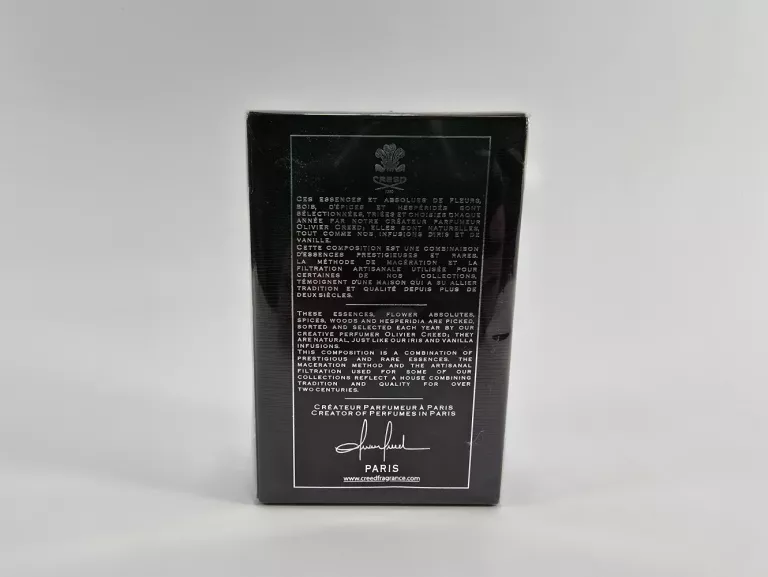 CREED
CES ESSENCES ET ABSOLUES DE FLEURS,
BOIS, D'ÉPICES ET HESPÉRIDÉS SONT
SÉLECTIONNÉES, TRIÉES ET CHOISIES CHAQUE
ANNÉE PAR NOTRE CRÉATEUR PARFUMEUR
OLIVIER CREED; ELLES SONT NATURELLES,
TOUT COMME NOS INFUSIONS D'IRIS ET DE
VANILLE.
CETTE COMPOSITION EST UNE COMBINAISON
D'ESSENCES PRESTIGIEUSES ET RARES.
LA MÉTHODE DE MACÉRATION ET LA
FILTRATION ARTISANALE UTILISÉE POUR
CERTAINES DE NOS COLLECTIONS,
TÉMOIGNENT D'UNE MAISON QUI A SU ALLIER
TRADITION ET QUALITÉ DEPUIS PLUS DE
DEUX SIÈCLES.
THESE ESSENCES, FLOWER ABSOLUTES,
SPICES, WOODS AND HESPERIDIA ARE PICKED,
SORTED AND SELECTED EACH YEAR BY OUR
CREATIVE PERFUMER OLIVIER CREED; THEY
ARE NATURAL, JUST LIKE OUR IRIS AND VANILLA
INFUSIONS.
THIS COMPOSITION IS A COMBINATION OF
PRESTIGIOUS AND RARE ESSENCES. THE
MACERATION METHOD AND THE ARTISANAL
FILTRATION USED FOR SOME OF OUR
COLLECTIONS REFLECT A HOUSE COMBINING
TRADITION AND QUALITY FOR OVER
TWO CENTURIES.
CRÉATEUR PARFUMEUR À PARIS
CREATOR OF PERFUMES IN PARIS
PARIS
www.creedfragrance.com